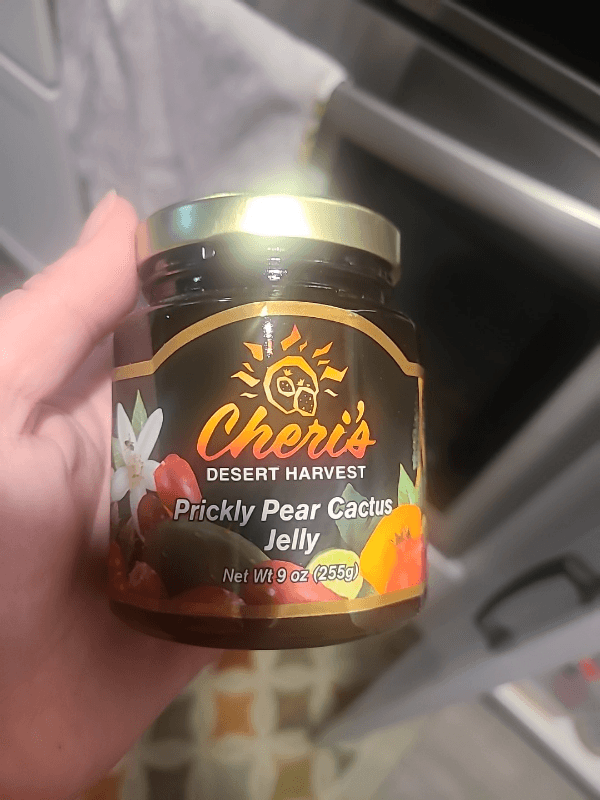 Cheri's
DESERT HARVEST
Prickly Pear Cactus
Jelly
Net Wt 9 oz (255g)